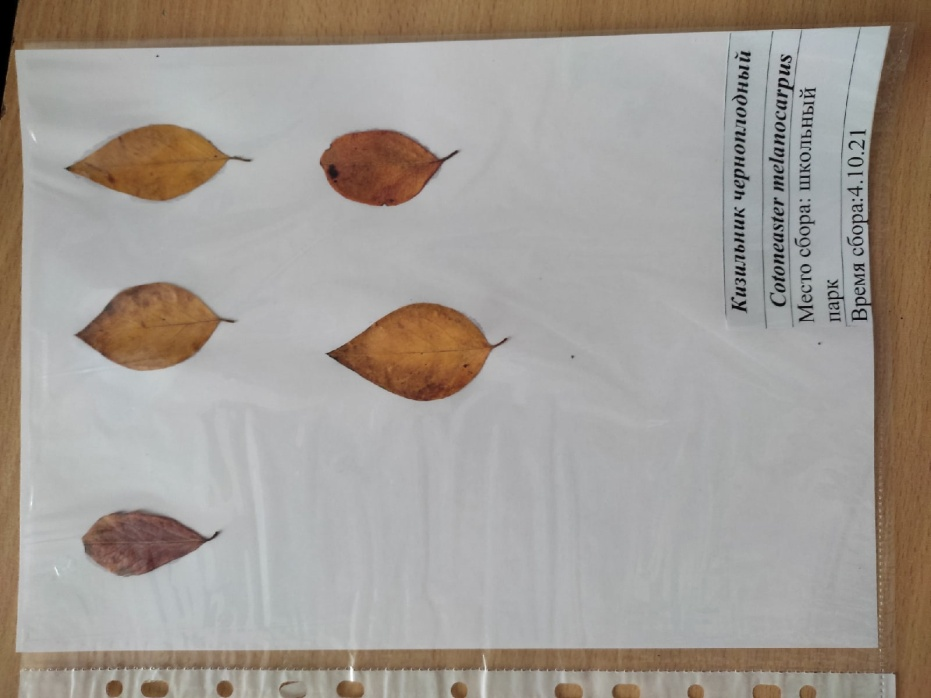 Кизильник черноплодный
Cotoneaster melanocarpus
Место сбора: школьный
парк
Время сбора:4.10.21